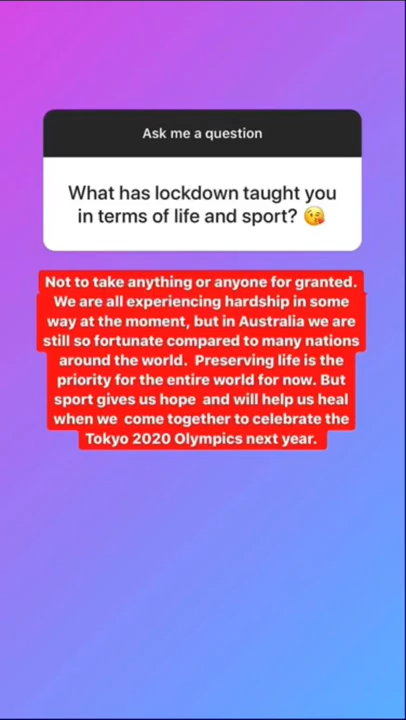 Ask me a question
What has lockdown taught you
in terms of life and sport? 😘
Not to take anything or anyone for granted.
We are all experiencing hardship in some
way at the moment, but in Australia we are
still so fortunate compared to many nations
around the world.  Preserving life is the
priority for the entire world for now. But
sport gives us hope  and will help us heal
when we  come together to celebrate the
Tokyo 2020 Olympics next year.